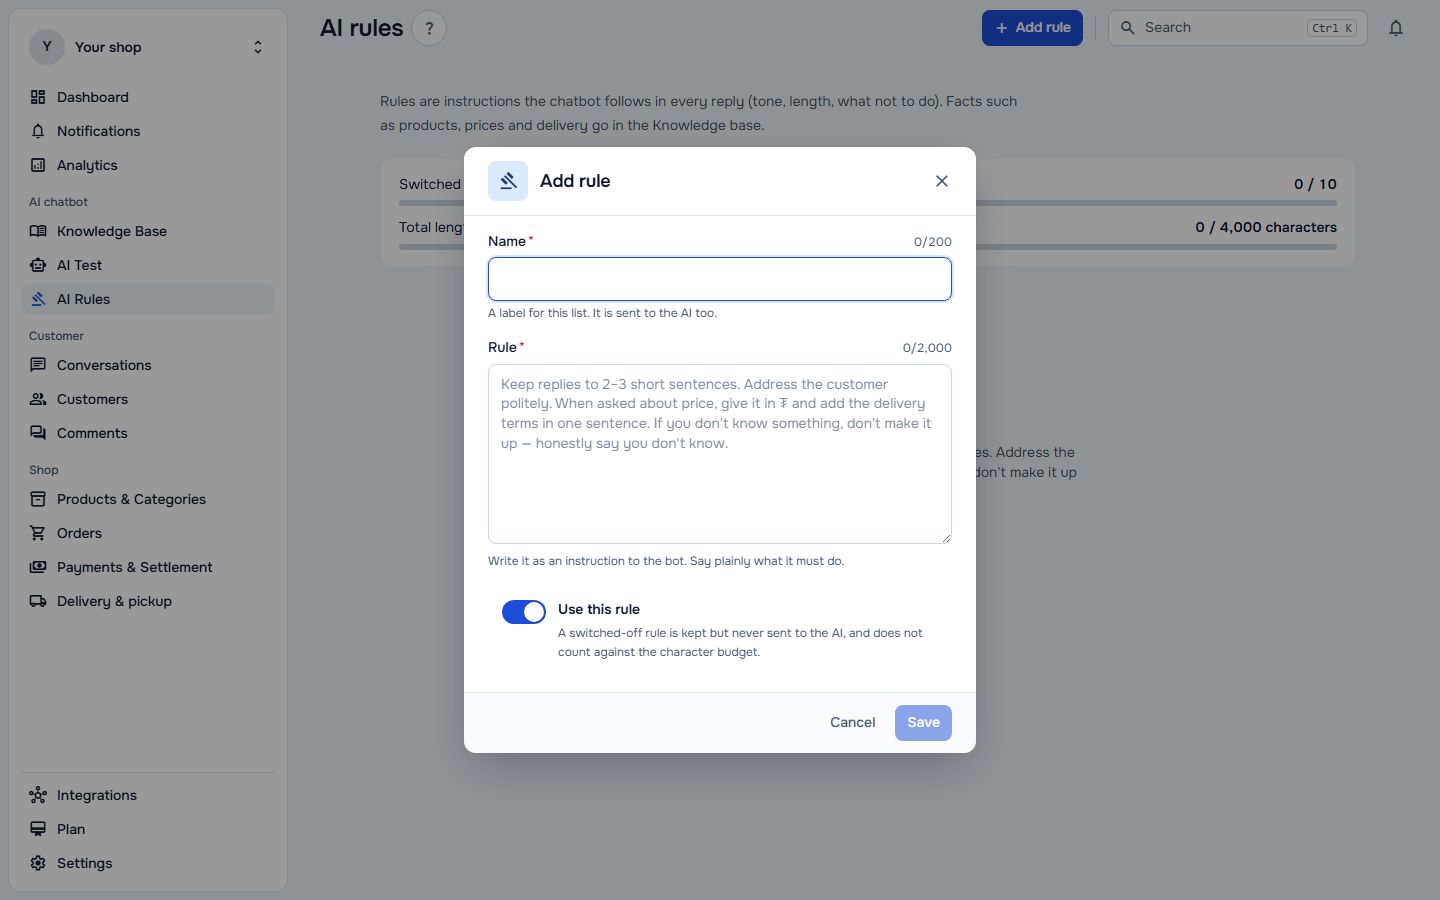 Y
Your shop
AI rules
?
Add rule
Search
Ctrl K
Dashboard
Notifications
Analytics
AI chatbot
Knowledge Base
AI Test
AI Rules
Customer
Conversations
Customers
Comments
Shop
Products & Categories
Orders
Payments & Settlement
Delivery & pickup
Integrations
Plan
Settings
Rules are instructions the chatbot follows in every reply (tone, length, what not to do). Facts such
as products, prices and delivery go in the Knowledge base.
Switched
0 / 10
Total
0 / 4,000 characters
es. Address the
don't make it up
Add rule
Name *
0/200
A label for this list. It is sent to the AI too.
Rule *
0/2,000
Keep replies to 2–3 short sentences. Address the customer
politely. When asked about price, give it in ₮ and add the delivery
terms in one sentence. If you don't know something, don't make it
up — honestly say you don't know.
Write it as an instruction to the bot. Say plainly what it must do.
Use this rule
A switched-off rule is kept but never sent to the AI, and does not
count against the character budget.
Cancel
Save